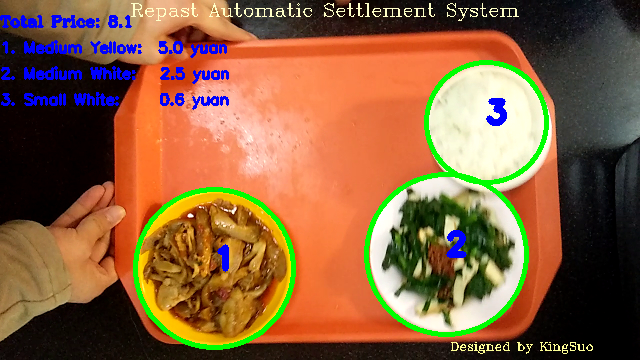 Repast Automatic Settlement System
Total Price: 8.1
1. Medium Yellow: 5.0 yuan
2. Medium White: 2.5 yuan
3. Small White: 0.6 yuan
3
2
1
Designed by KingSuo